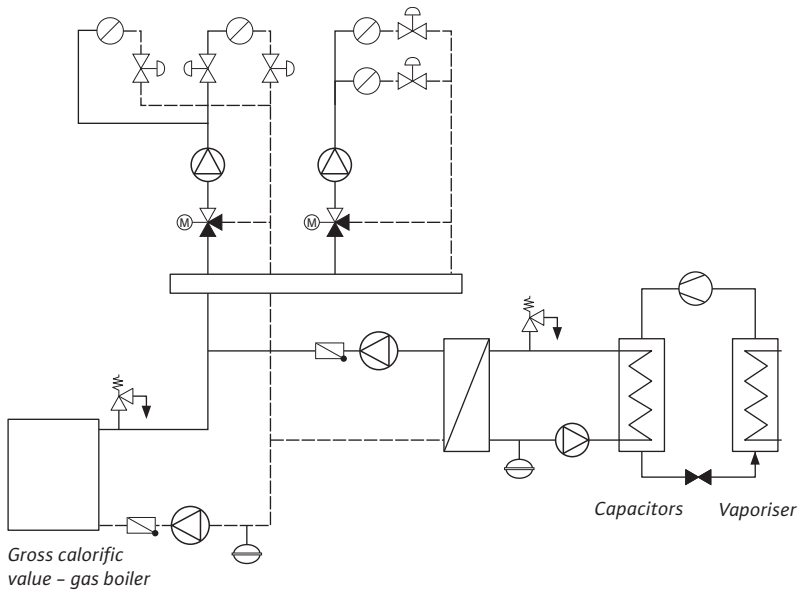 M
M
Capacitors
Vaporiser
Gross calorific
value – gas boiler